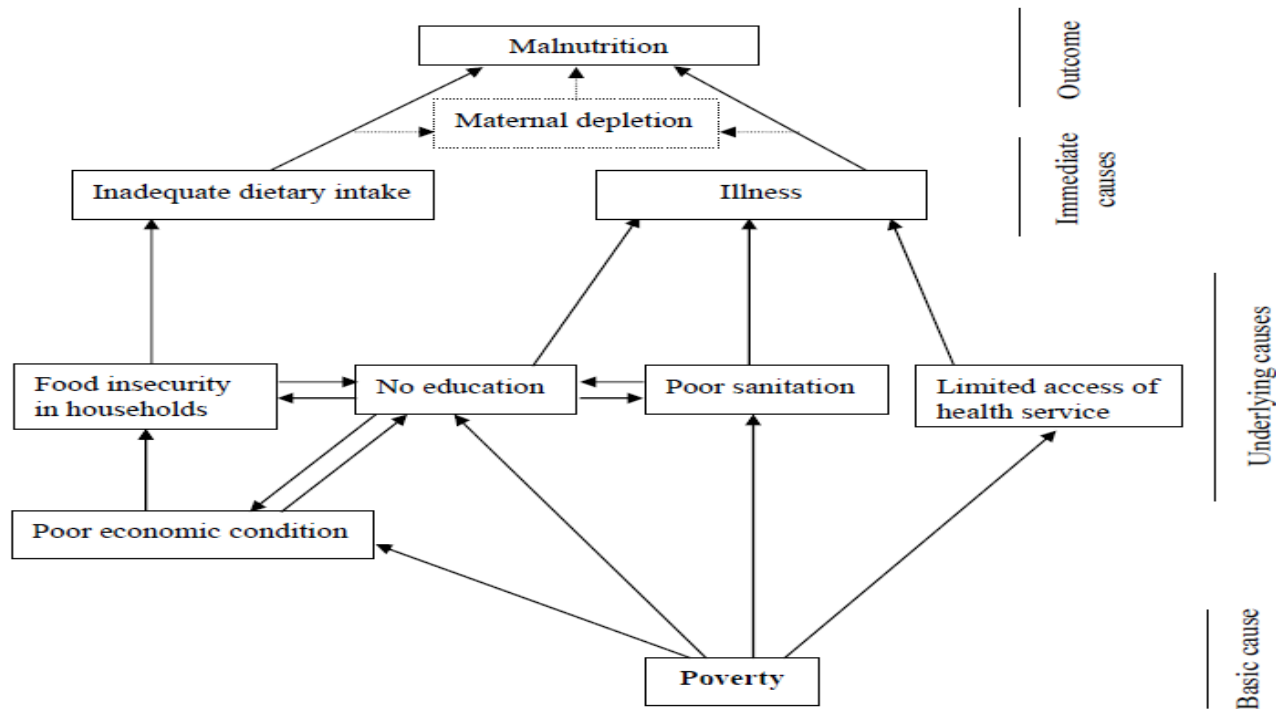 Malnutrition
Outcome
Maternal depletion
Inadequate dietary intake
Illness
Immediate
causes
Food insecurity
in households
No education
Poor sanitation
Limited access of
health service
Underlying causes
Poor economic condition
Poverty
Basic cause